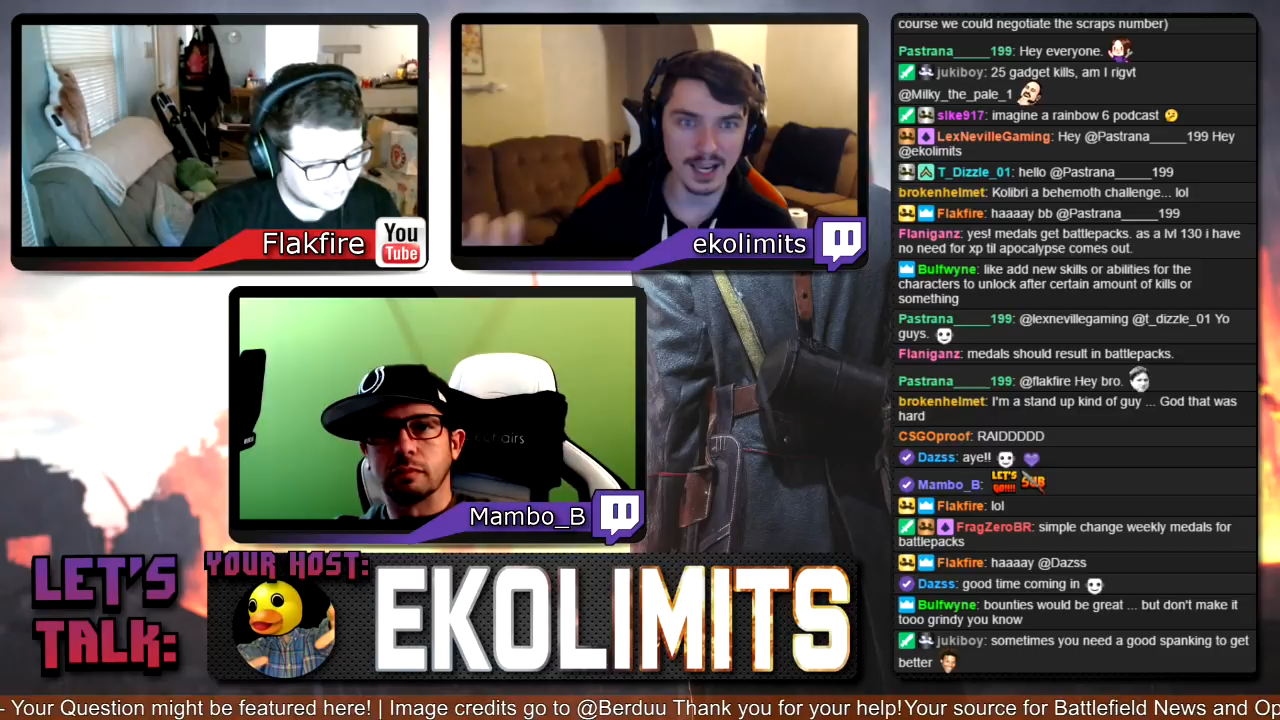 Flakfire
You
Tube
ekolimits
Mambo_B
LET'S
TALK:
YOUR HOST:
EKOLIMITS
course we could negotiate the scraps number)
Pastrana_____199: Hey everyone.
jukiboy: 25 gadget kills, am I rigvt
@Milky_the_pale_1
slke917: imagine a rainbow 6 podcast
LexNevilleGaming: Hey @Pastrana_____199 Hey
@ekolimits
T_Dizzle_01: hello @Pastrana_____199
brokenhelmet: Kolibri a behemoth challenge... lol
Flakfire: haaaay bb @Pastrana_____199
Flaniganz: yes! medals get battlepacks. as a lvl 130 i have
no need for xp til apocalypse comes out.
Bulfwyne: like add new skills or abilities for the
characters to unlock after certain amount of kills or
something
Pastrana_____199: @lexnevillegaming @t_dizzle_01 Yo
guys.
Flaniganz: medals should result in battlepacks.
Pastrana_____199: @flakfire Hey bro.
brokenhelmet: I'm a stand up kind of guy ... God that was
hard
CSGOproof: RAIDDDDD
Dazss: aye!!
Mambo_B: LET'S GO!!!! SUB
Flakfire: lol
FragZeroBR: simple change weekly medals for
battlepacks
Flakfire: haaaay @Dazss
Dazss: good time coming in
Bulfwyne: bounties would be great ... but don't make it
tooo grindy you know
jukiboy: sometimes you need a good spanking to get
better
- Your Question might be featured here! | Image credits go to @Berduu Thank you for your help! Your source for Battlefield News and Op